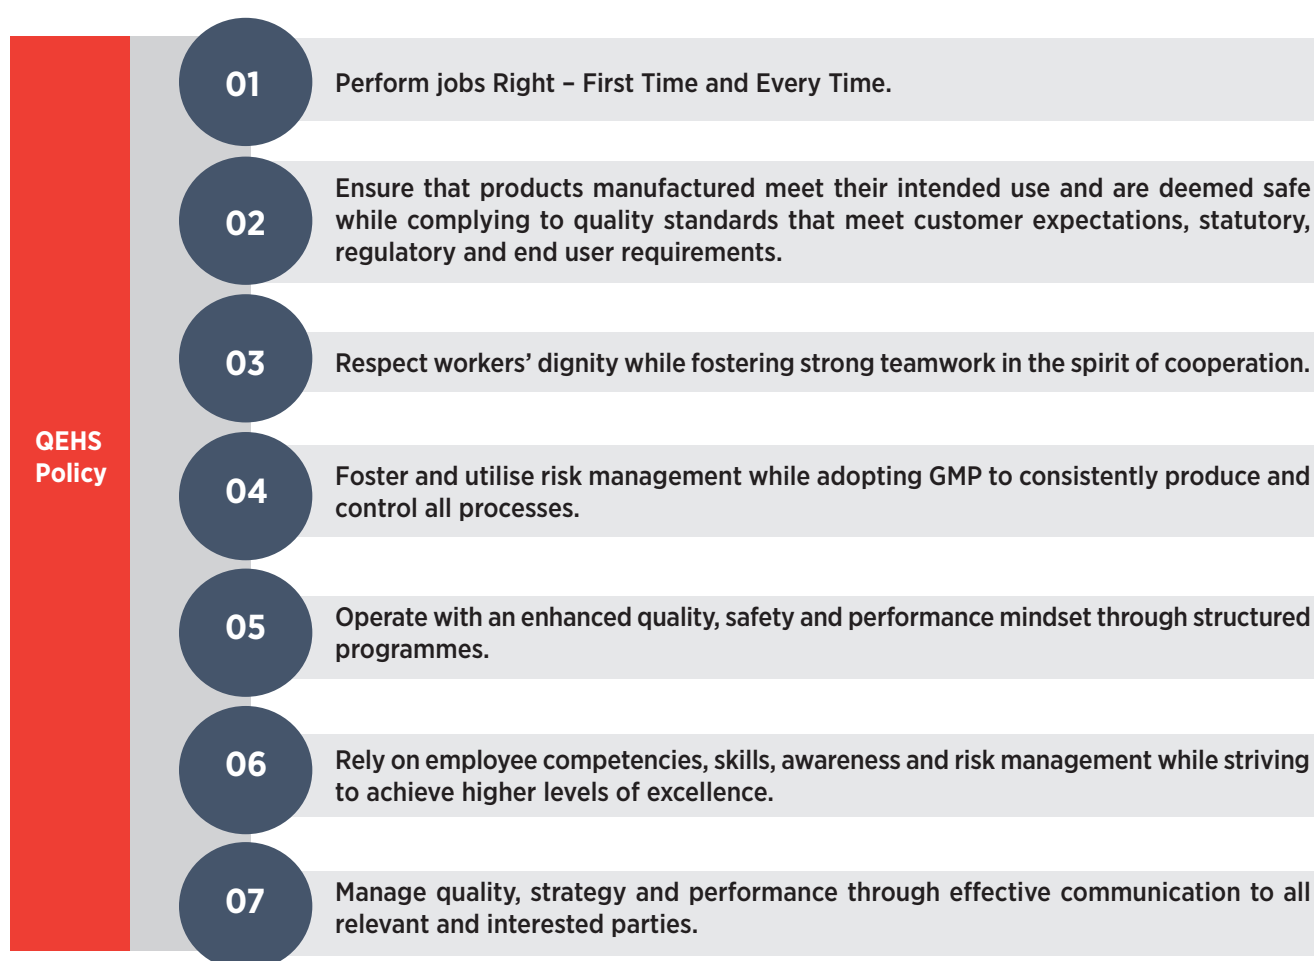 QEHS
Policy
01
Perform jobs Right – First Time and Every Time.
02
Ensure that products manufactured meet their intended use and are deemed safe
while complying to quality standards that meet customer expectations, statutory,
regulatory and end user requirements.
03
Respect workers’ dignity while fostering strong teamwork in the spirit of cooperation.
04
Foster and utilise risk management while adopting GMP to consistently produce and
control all processes.
05
Operate with an enhanced quality, safety and performance mindset through structured
programmes.
06
Rely on employee competencies, skills, awareness and risk management while striving
to achieve higher levels of excellence.
07
Manage quality, strategy and performance through effective communication to all
relevant and interested parties.